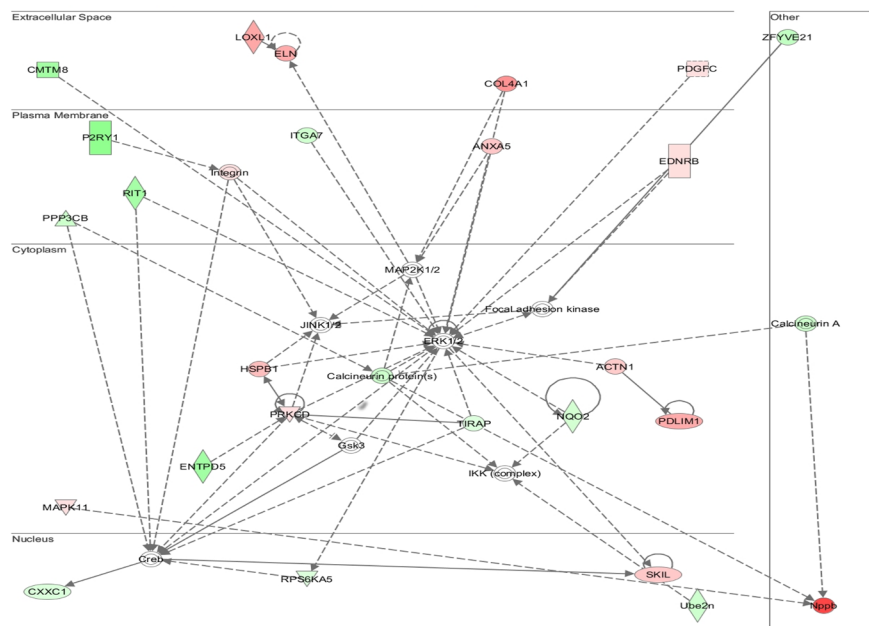 Extracellular Space
Other
LOXL1
ELN
ZFYVE21
CMTM8
PDGFC
COL4A1
Plasma Membrane
P2RY1
ITGA7
ANXA5
EDNRB
Integrin
RIT1
PPP3CB
Cytoplasm
MAP2K1/2
Focal adhesion kinase
JINK1/2
Calcineurin A
ERK1/2
HSPB1
Calcineurin protein(s)
ACTN1
PRKCD
TIRAP
NQO2
PDLIM1
Gsk3
ENTPD5
IKK (complex)
MAPK11
Nucleus
Creb
RPS6KA5
SKIL
CXXC1
Ube2n
Nppb